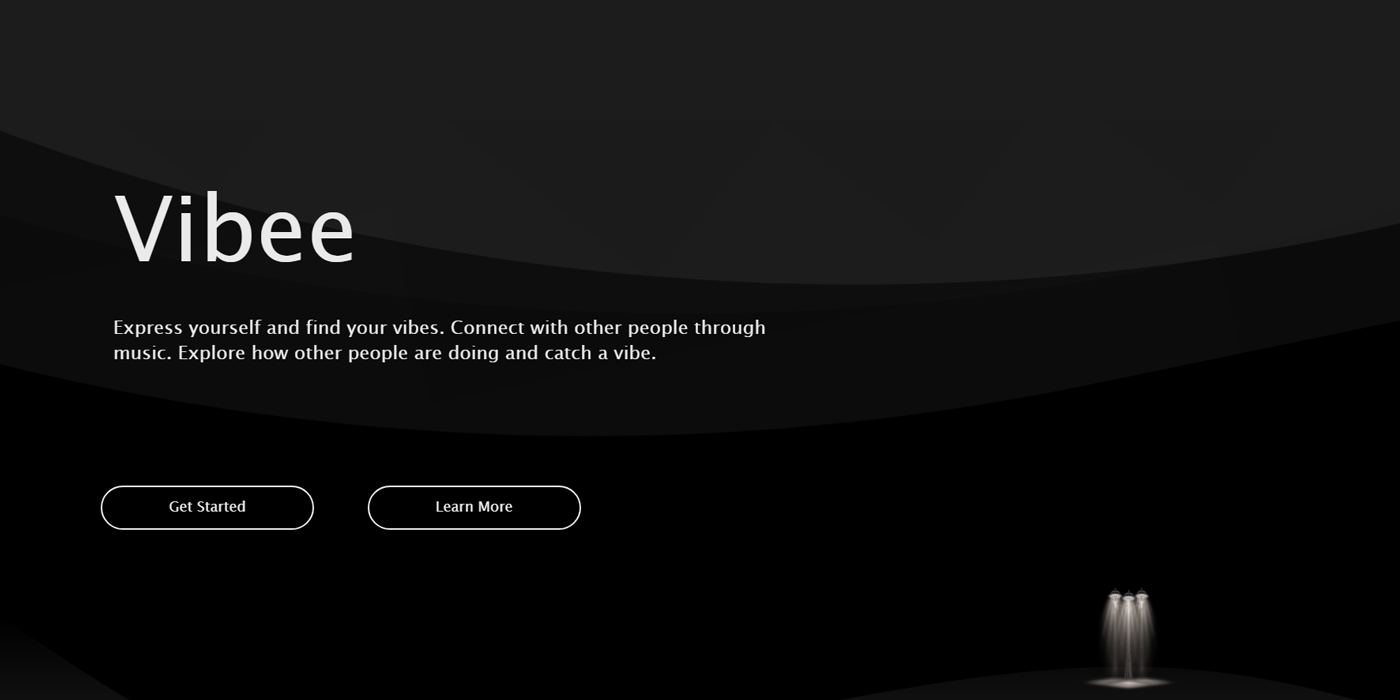 Vibee
Express yourself and find your vibes. Connect with other people through
music. Explore how other people are doing and catch a vibe.
Get Started
Learn More